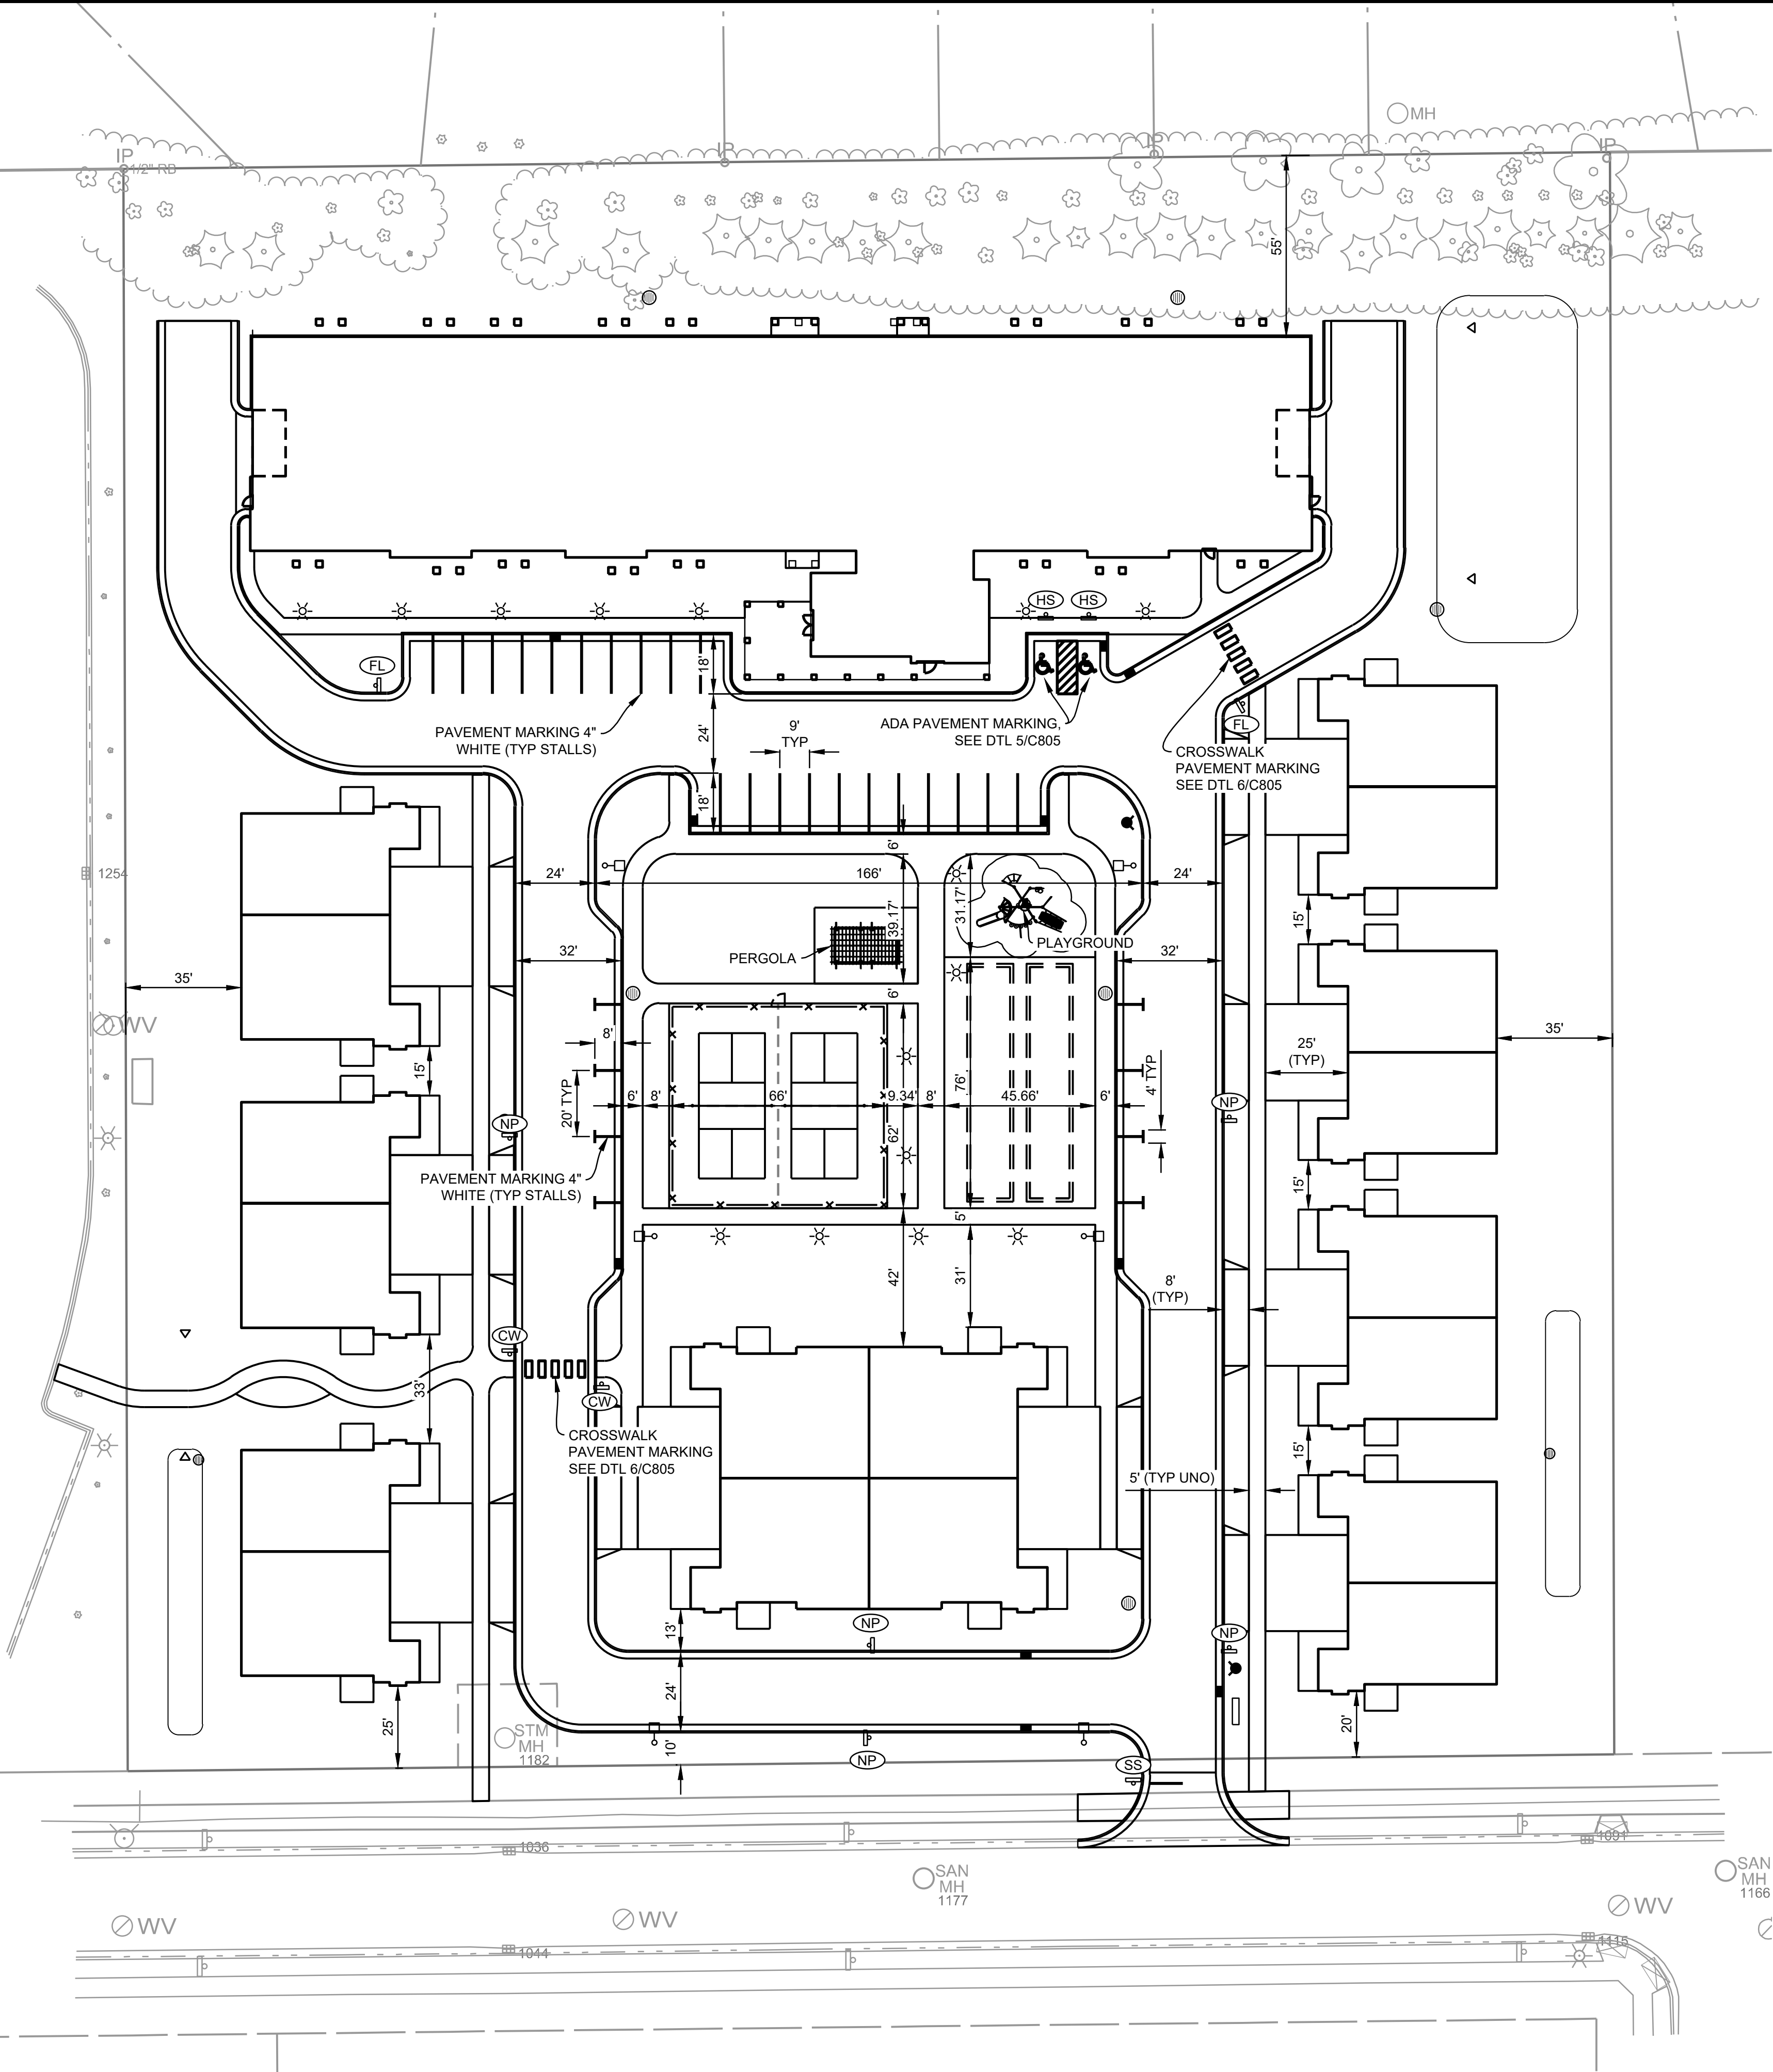 MH
IP
IP
IP
IP
1/2" RB
55'
HS
HS
FL
18'
PAVEMENT MARKING 4"
WHITE (TYP STALLS)
24'
9'
TYP
ADA PAVEMENT MARKING,
SEE DTL 5/C805
FL
CROSSWALK
PAVEMENT MARKING
SEE DTL 6/C805
18'
6'
1254
24'
166'
24'
39.17'
31.17'
15'
PLAYGROUND
PERGOLA
32'
32'
35'
6'
WV
8'
25'
(TYP)
35'
15'
20' TYP
4' TYP
76'
6'
8'
66'
9.34'
8'
45.66'
6'
NP
NP
62'
PAVEMENT MARKING 4"
WHITE (TYP STALLS)
15'
5'
42'
31'
8'
(TYP)
CW
33'
CW
CROSSWALK
PAVEMENT MARKING
SEE DTL 6/C805
15'
5' (TYP UNO)
13'
NP
NP
24'
25'
20'
STM
MH
1182
10'
NP
SS
1036
1091
SAN
MH
1177
SAN
MH
1166
WV
WV
WV
1044
1115